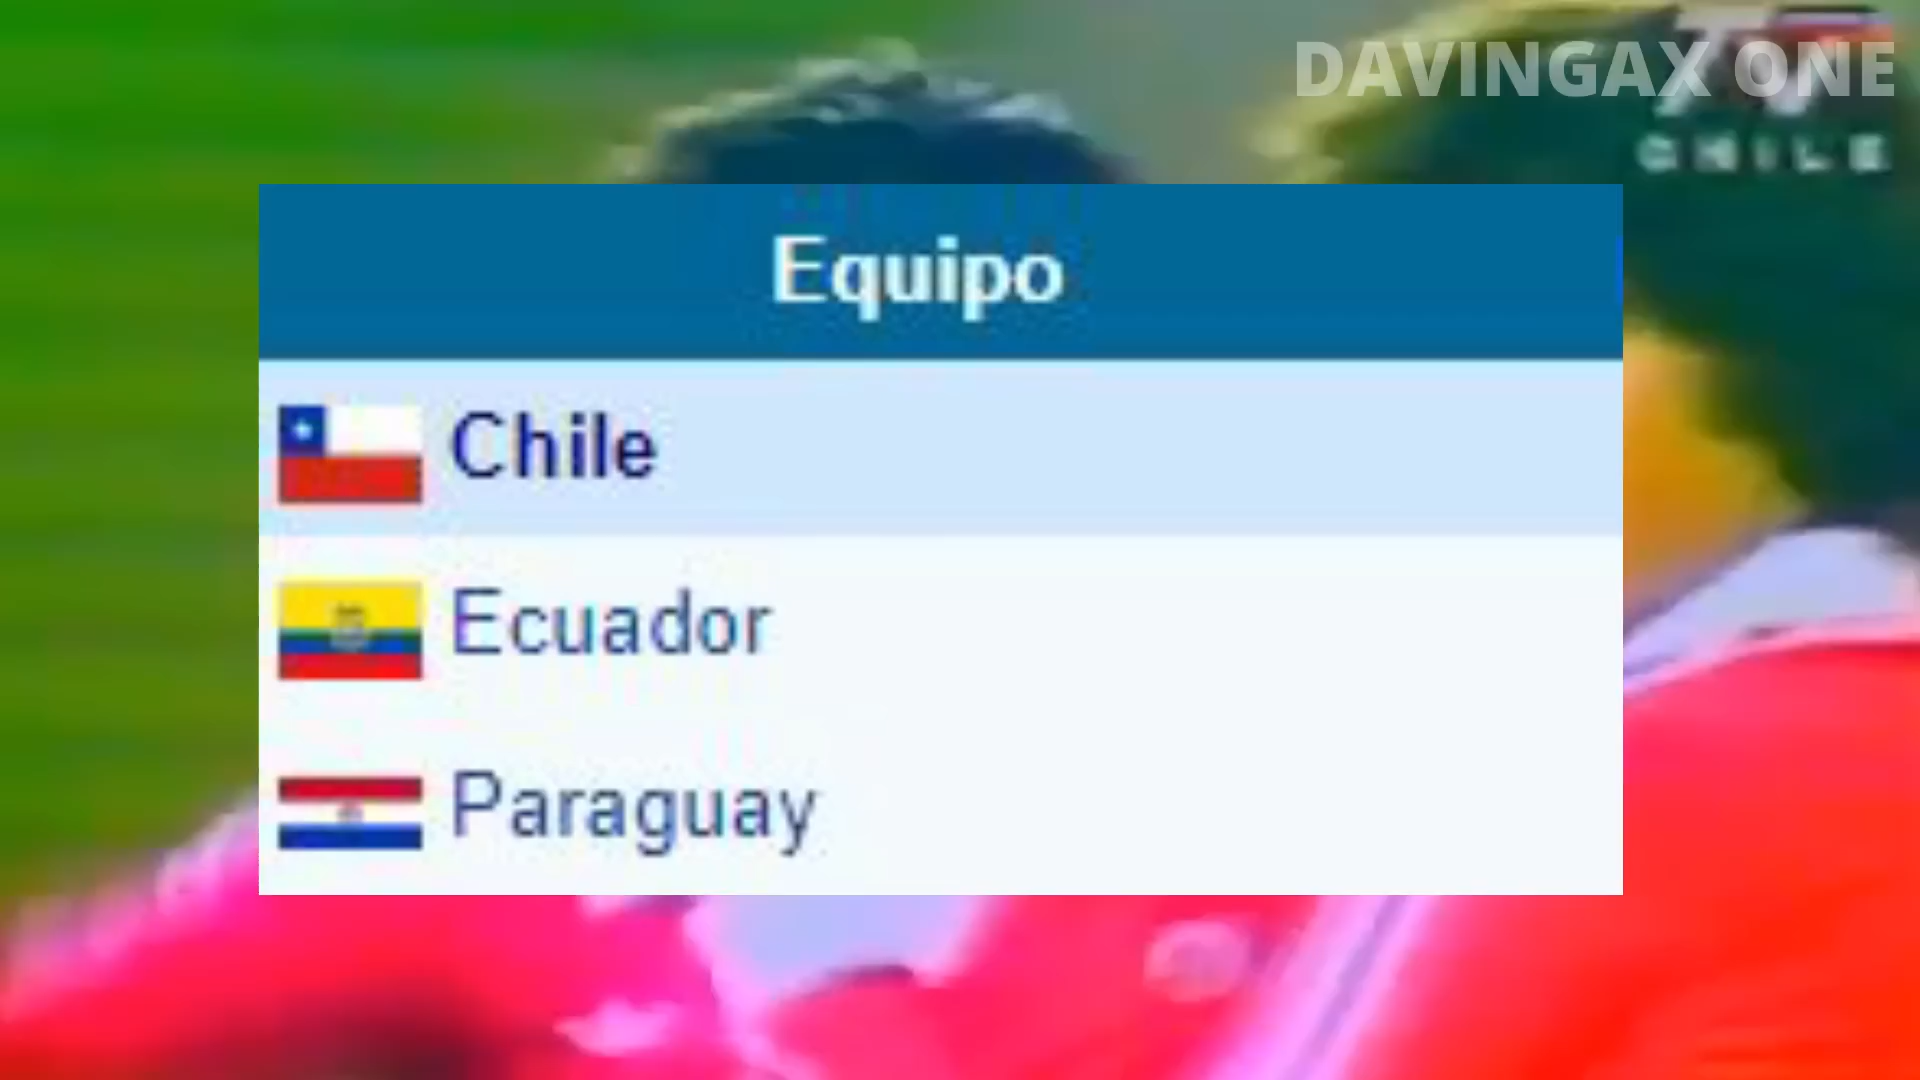 DAVINGAX ONE
CHILE
Equipo
Chile
Ecuador
Paraguay